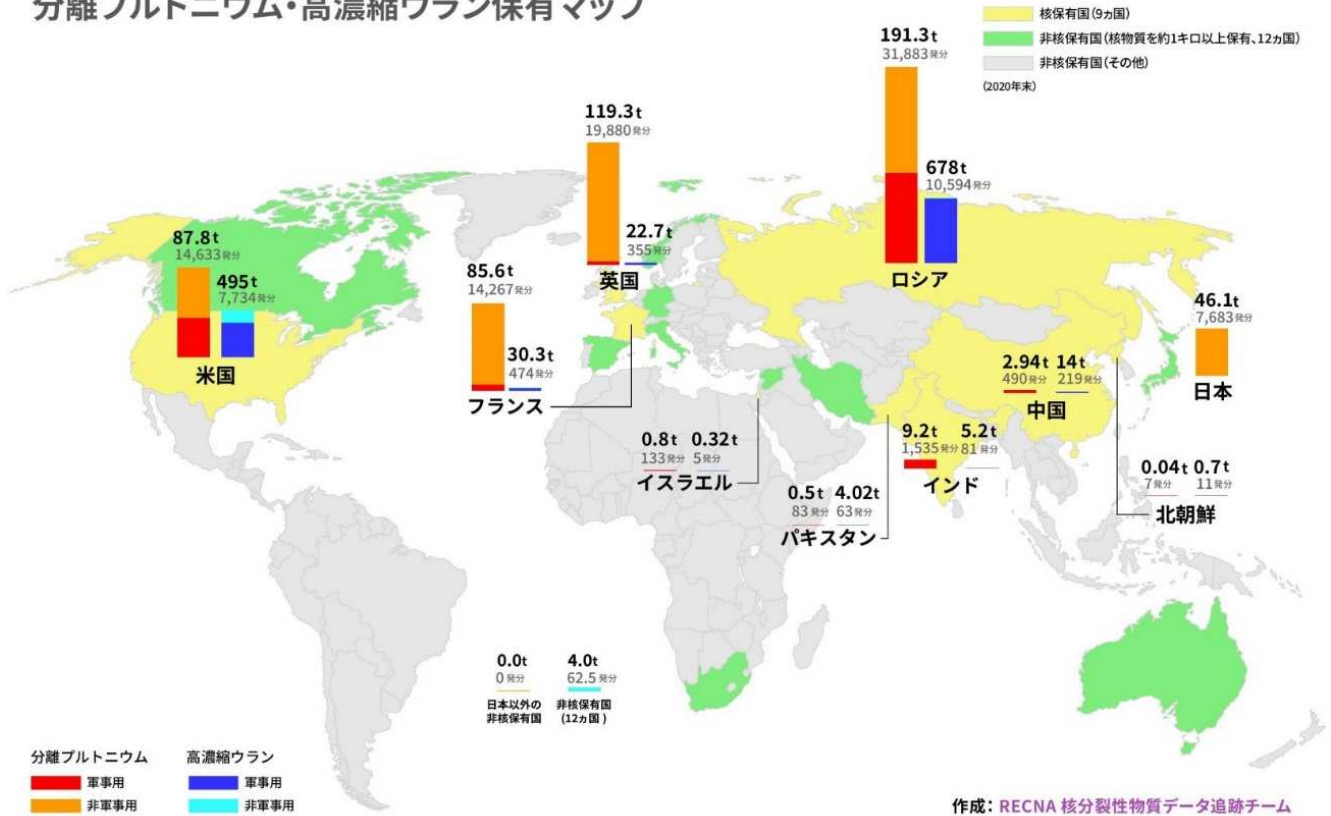 分離プルトニウム・高濃縮ウラン保有マップ
核保有国(9ヵ国)
非核保有国(核物質を約1キロ以上保有、12ヵ国)
非核保有国(その他)
(2020年末)
191.3t
31,883発分
678t
10,594発分
ロシア
119.3t
19,880発分
22.7t
355発分
英国
87.8t
14,633発分
495t
7,734発分
米国
85.6t
14,267発分
30.3t
474発分
フランス
46.1t
7,683発分
日本
2.94t 14t
490発分 219発分
中国
9.2t 5.2t
1,535発分 81発分
インド
0.8t 0.32t
133発分 5発分
イスラエル
0.5t 4.02t
83発分 63発分
パキスタン
0.04t 0.7t
7発分 11発分
北朝鮮
0.0t 4.0t
0発分 62.5発分
日本以外の 非核保有国
非核保有国 (12ヵ国)
分離プルトニウム 高濃縮ウラン
軍事用 軍事用
非軍事用 非軍事用
作成: RECNA 核分裂性物質データ追跡チーム